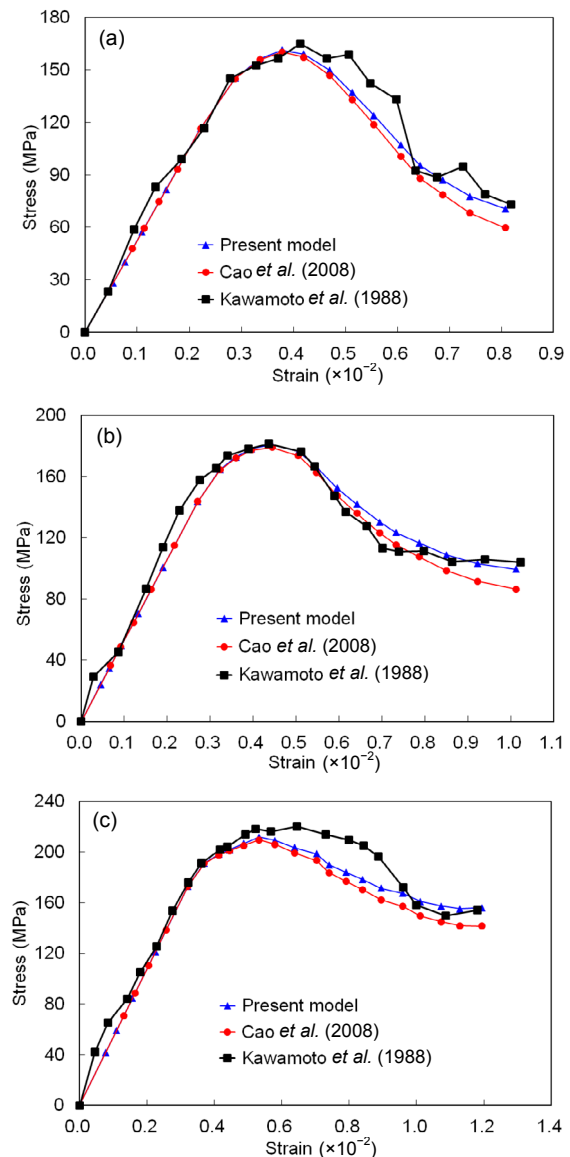 (a)
180
150
120
90
60
30
0
Stress (MPa)
Present model
Cao et al. (2008)
Kawamoto et al. (1988)
0.0 0.1 0.2 0.3 0.4 0.5 0.6 0.7 0.8 0.9
Strain (×10⁻²)
(b)
200
160
120
80
40
0
Stress (MPa)
Present model
Cao et al. (2008)
Kawamoto et al. (1988)
0.0 0.1 0.2 0.3 0.4 0.5 0.6 0.7 0.8 0.9 1.0 1.1
Strain (×10⁻²)
(c)
240
200
160
120
80
40
0
Stress (MPa)
Present model
Cao et al. (2008)
Kawamoto et al. (1988)
0.0 0.2 0.4 0.6 0.8 1.0 1.2 1.4
Strain (×10⁻²)